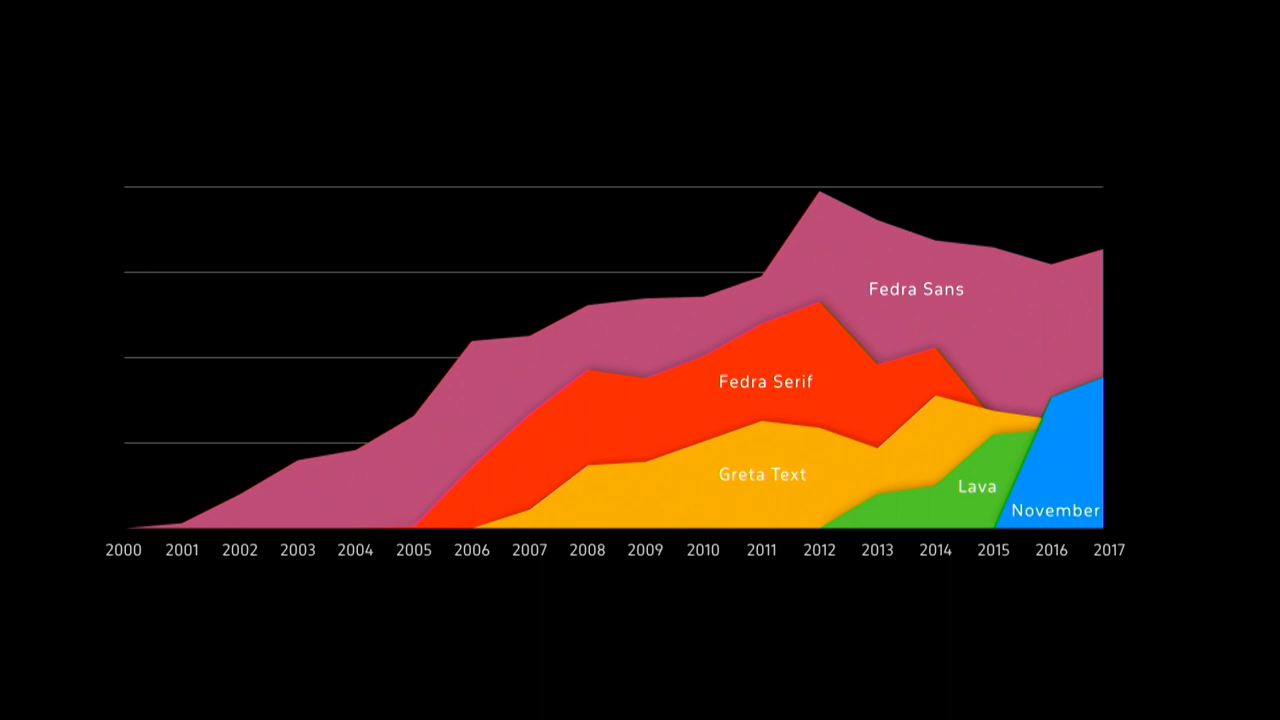 Fedra Sans
Fedra Serif
Greta Text
Lava
November
2000 2001 2002 2003 2004 2005 2006 2007 2008 2009 2010 2011 2012 2013 2014 2015 2016 2017